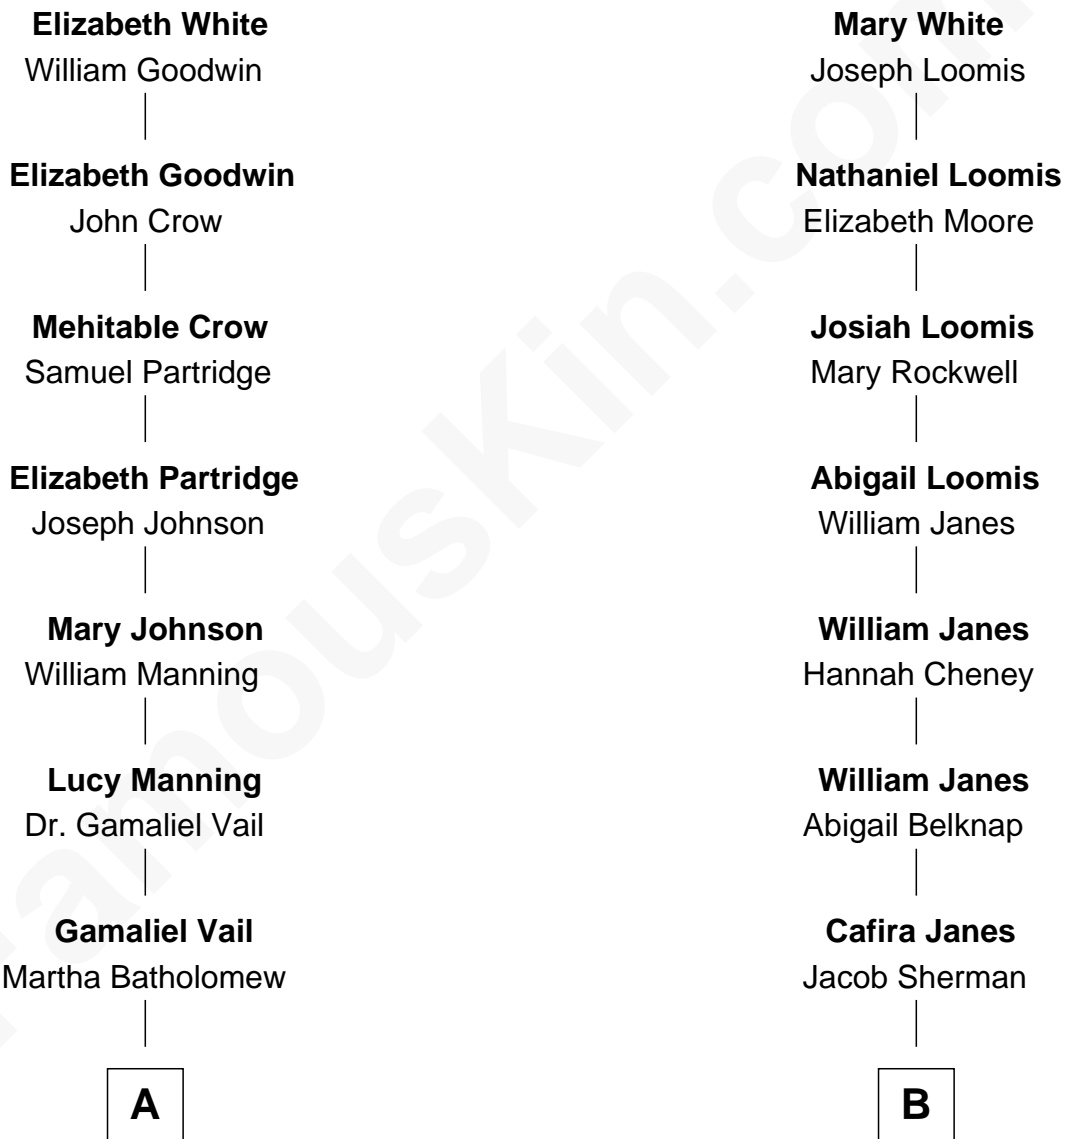 Elizabeth White
William Goodwin
Elizabeth Goodwin
John Crow
Mehitable Crow
Samuel Partridge
Elizabeth Partridge
Joseph Johnson
Mary Johnson
William Manning
Lucy Manning
Dr. Gamaliel Vail
Gamaliel Vail
Martha Batholomew
A
Mary White
Joseph Loomis
Nathaniel Loomis
Elizabeth Moore
Josiah Loomis
Mary Rockwell
Abigail Loomis
William Janes
William Janes
Hannah Cheney
William Janes
Abigail Belknap
Cafira Janes
Jacob Sherman
B
FamousKin.com